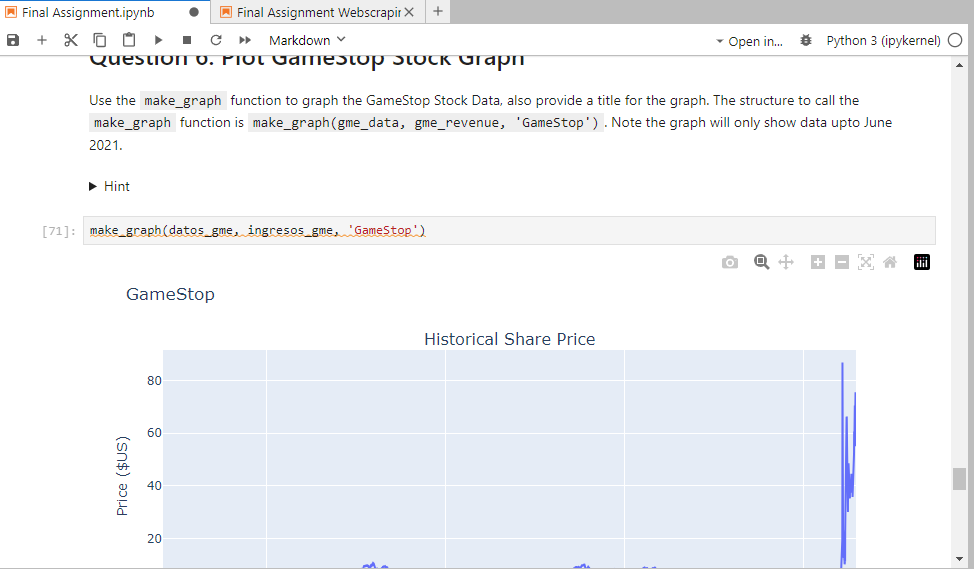 Final Assignment.ipynb
Final Assignment Webscrapir
Markdown
Open in...
Python 3 (ipykernel)
Question 6: Plot GameStop Stock Graph
Use the make_graph function to graph the GameStop Stock Data, also provide a title for the graph. The structure to call the
make_graph function is make_graph(gme_data, gme_revenue, 'GameStop') . Note the graph will only show data upto June
2021.
Hint
[71]: make_graph(datos_gme, ingresos_gme, 'GameStop')
GameStop
Historical Share Price
80
60
40
20
Price ($US)